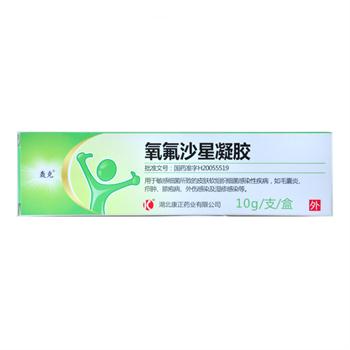 轰克
氧氟沙星凝胶
批准文号：国药准字H20055519
用于敏感细菌所致的皮肤软组织细菌感染性疾病，如毛囊炎、
疖肿、脓疱病、外伤感染及湿疹感染等。
K
湖北康正药业有限公司
10g/支/盒
外